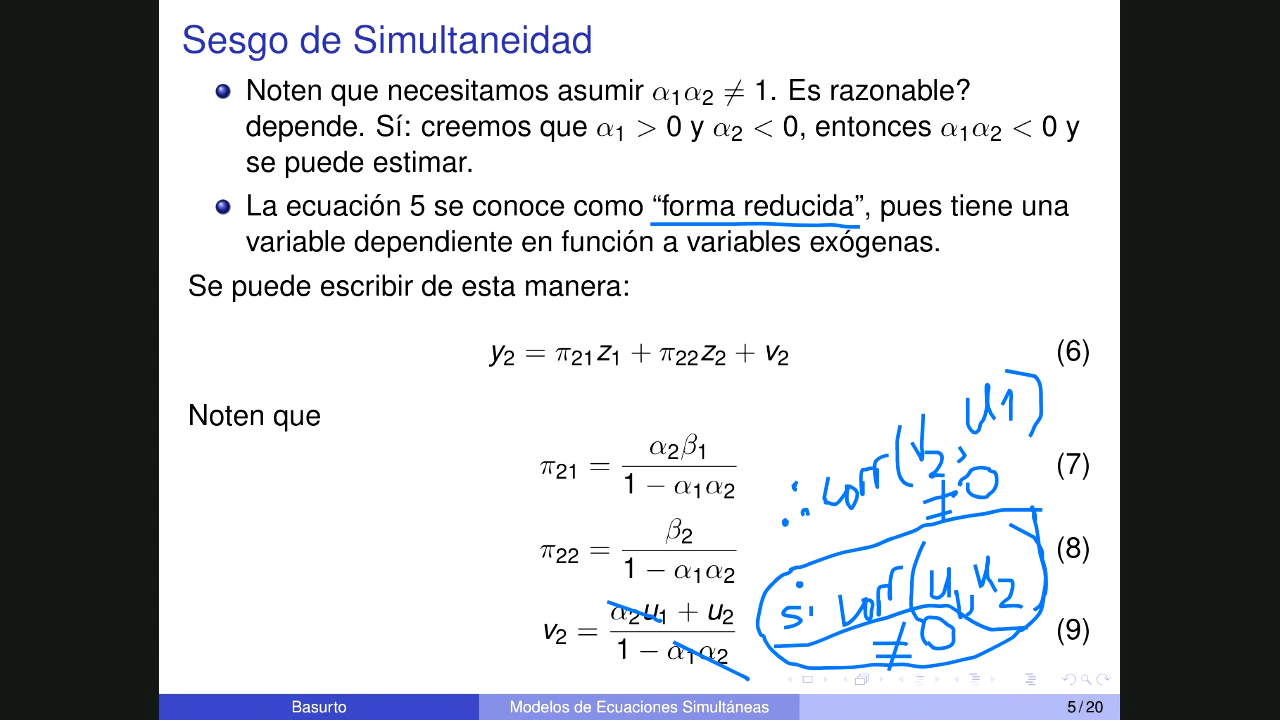 Sesgo de Simultaneidad
Noten que necesitamos asumir α₁α₂ ≠ 1. Es razonable?
depende. Sí: creemos que α₁ > 0 y α₂ < 0, entonces α₁α₂ < 0 y
se puede estimar.
La ecuación 5 se conoce como “forma reducida”, pues tiene una
variable dependiente en función a variables exógenas.
Se puede escribir de esta manera:
y₂ = π₂₁z₁ + π₂₂z₂ + v₂ (6)
Noten que
π₂₁ = α₂β₁ / (1 − α₁α₂) (7)
∴ corr(v₂, u1)
≠ 0
π₂₂ = β₂ / (1 − α₁α₂) (8)
si corr(u, u2)
≠ 0
v₂ = (α₂u₁ + u₂) / (1 − α₁α₂) (9)
Basurto Modelos de Ecuaciones Simultáneas 5 / 20